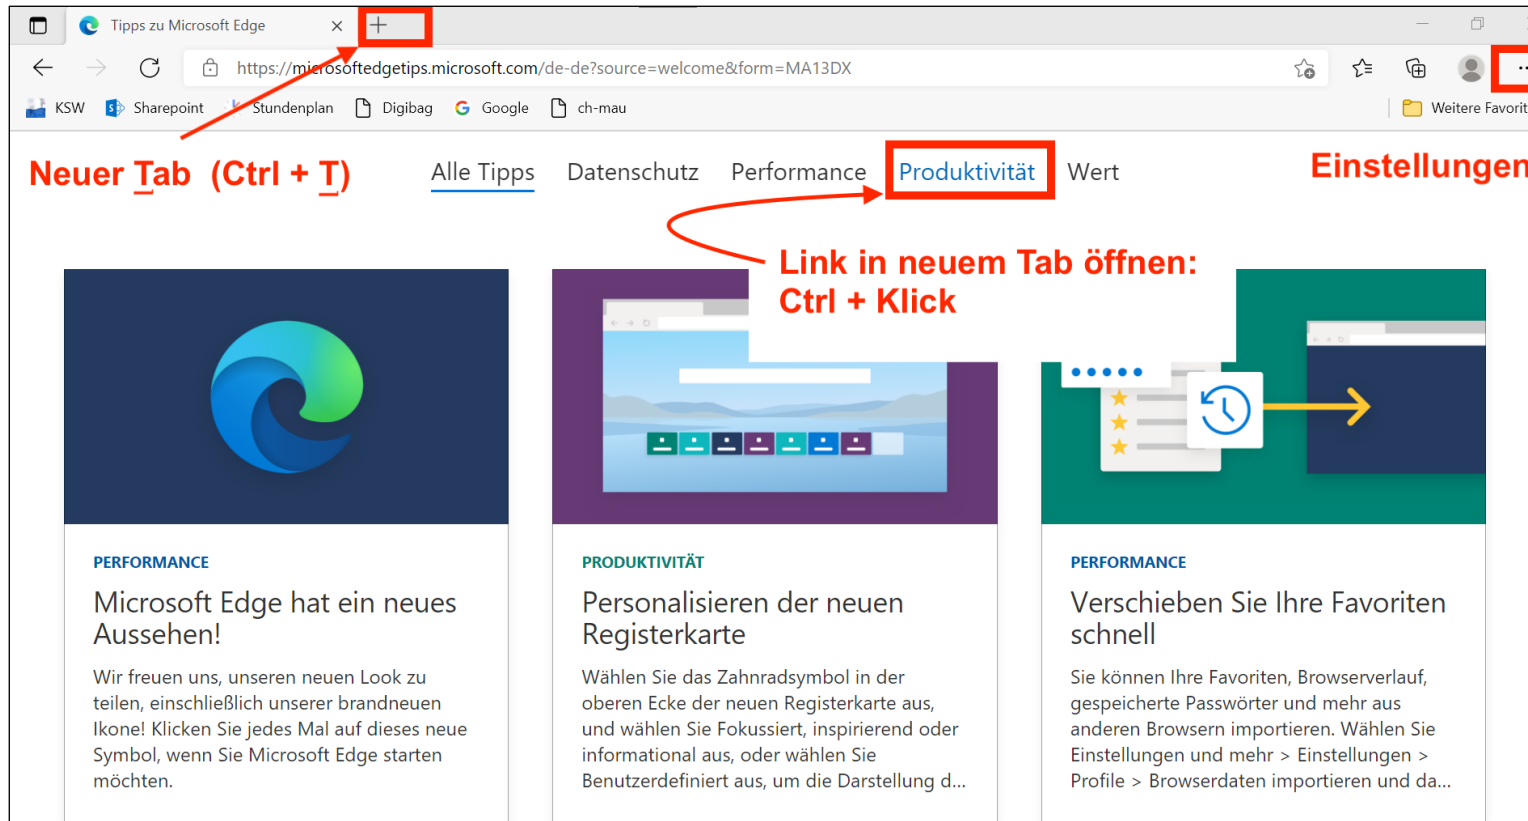 Tipps zu Microsoft Edge
https://microsoftedgetips.microsoft.com/de-de?source=welcome&form=MA13DX
KSW Sharepoint Stundenplan Digibag Google ch-mau Weitere Favorit
Neuer Tab (Ctrl + T)
Alle Tipps Datenschutz Performance Produktivität Wert
Einstellungen
Link in neuem Tab öffnen:
Ctrl + Klick
PERFORMANCE
Microsoft Edge hat ein neues
Aussehen!
Wir freuen uns, unseren neuen Look zu
teilen, einschließlich unserer brandneuen
Ikone! Klicken Sie jedes Mal auf dieses neue
Symbol, wenn Sie Microsoft Edge starten
möchten.
PRODUKTIVITÄT
Personalisieren der neuen
Registerkarte
Wählen Sie das Zahnradsymbol in der
oberen Ecke der neuen Registerkarte aus,
und wählen Sie Fokussiert, inspirierend oder
informational aus, oder wählen Sie
Benutzerdefiniert aus, um die Darstellung d...
PERFORMANCE
Verschieben Sie Ihre Favoriten
schnell
Sie können Ihre Favoriten, Browserverlauf,
gespeicherte Passwörter und mehr aus
anderen Browsern importieren. Wählen Sie
Einstellungen und mehr > Einstellungen >
Profile > Browserdaten importieren und da...